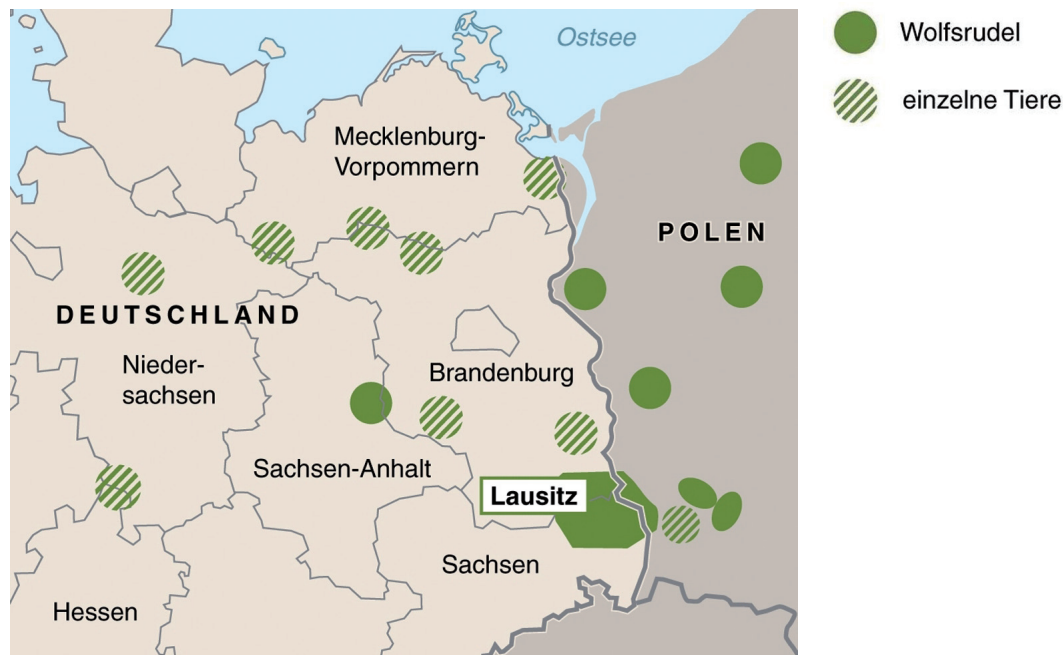 Ostsee
Wolfsrudel
einzelne Tiere
Mecklenburg-
Vorpommern
POLEN
DEUTSCHLAND
Nieder-
sachsen
Brandenburg
Sachsen-Anhalt
Lausitz
Sachsen
Hessen